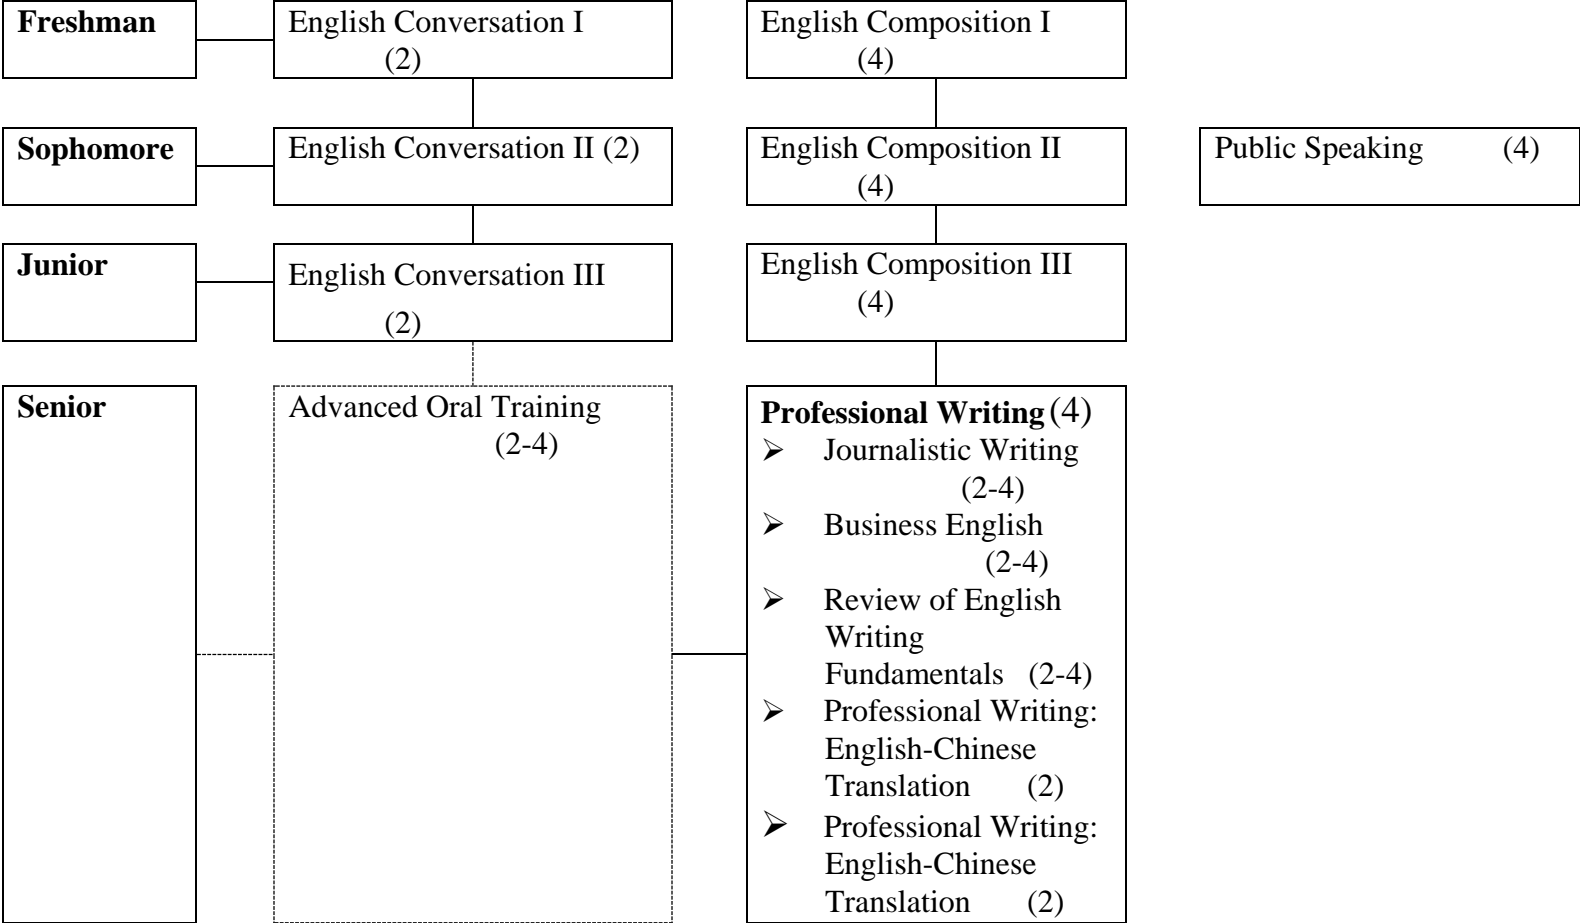 Freshman
English Conversation I
(2)
English Composition I
(4)
Sophomore
English Conversation II (2)
English Composition II
(4)
Public Speaking (4)
Junior
English Conversation III
(2)
English Composition III
(4)
Senior
Advanced Oral Training
(2-4)
Professional Writing (4)
➢ Journalistic Writing
(2-4)
➢ Business English
(2-4)
➢ Review of English
Writing
Fundamentals (2-4)
➢ Professional Writing:
English-Chinese
Translation (2)
➢ Professional Writing:
English-Chinese
Translation (2)